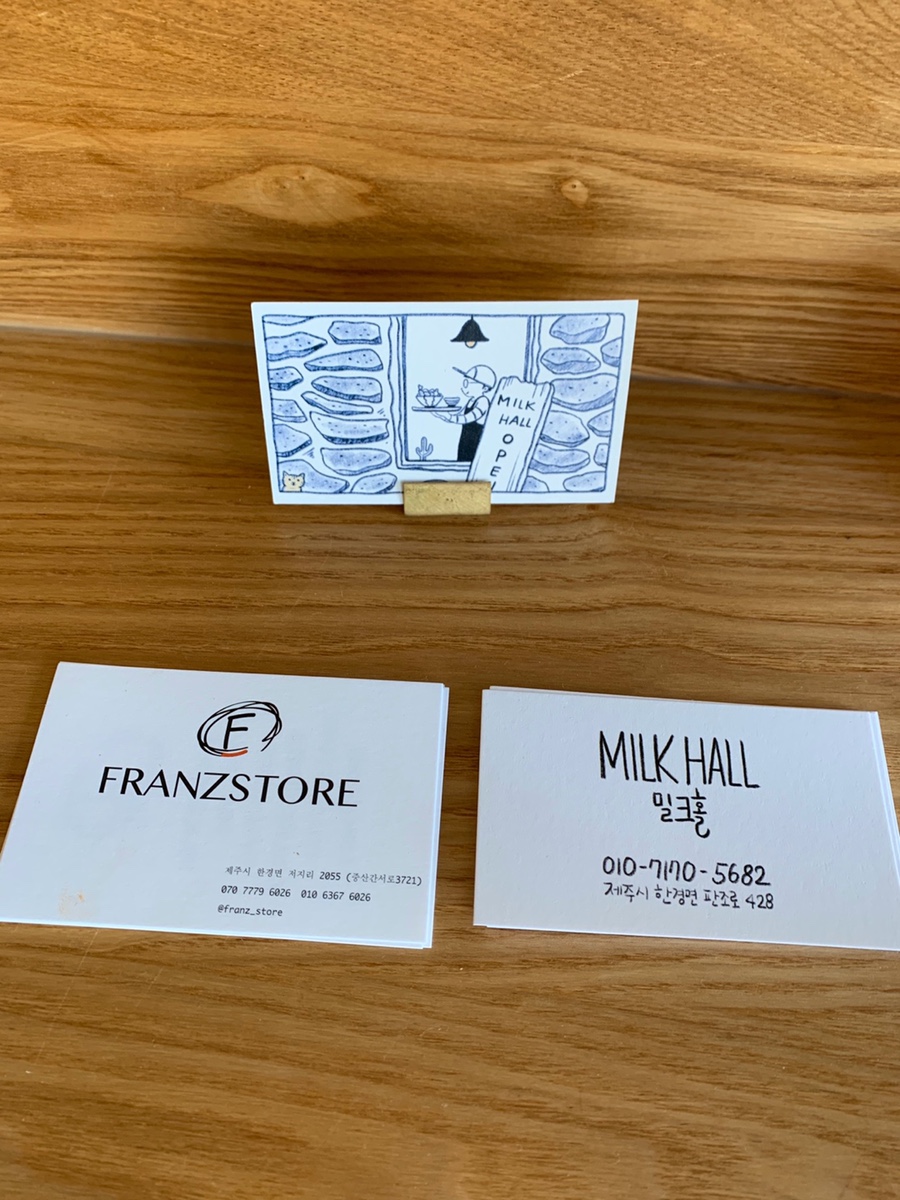 MILK
HALL
O
P
E
F
FRANZSTORE
제주시 한경면 저지리 2055 (중산간서로3721)
070 7779 6026 010 6367 6026
@franz_store
MILK HALL
밀크홀
010-7170-5682
제주시 한경면 판조로 428